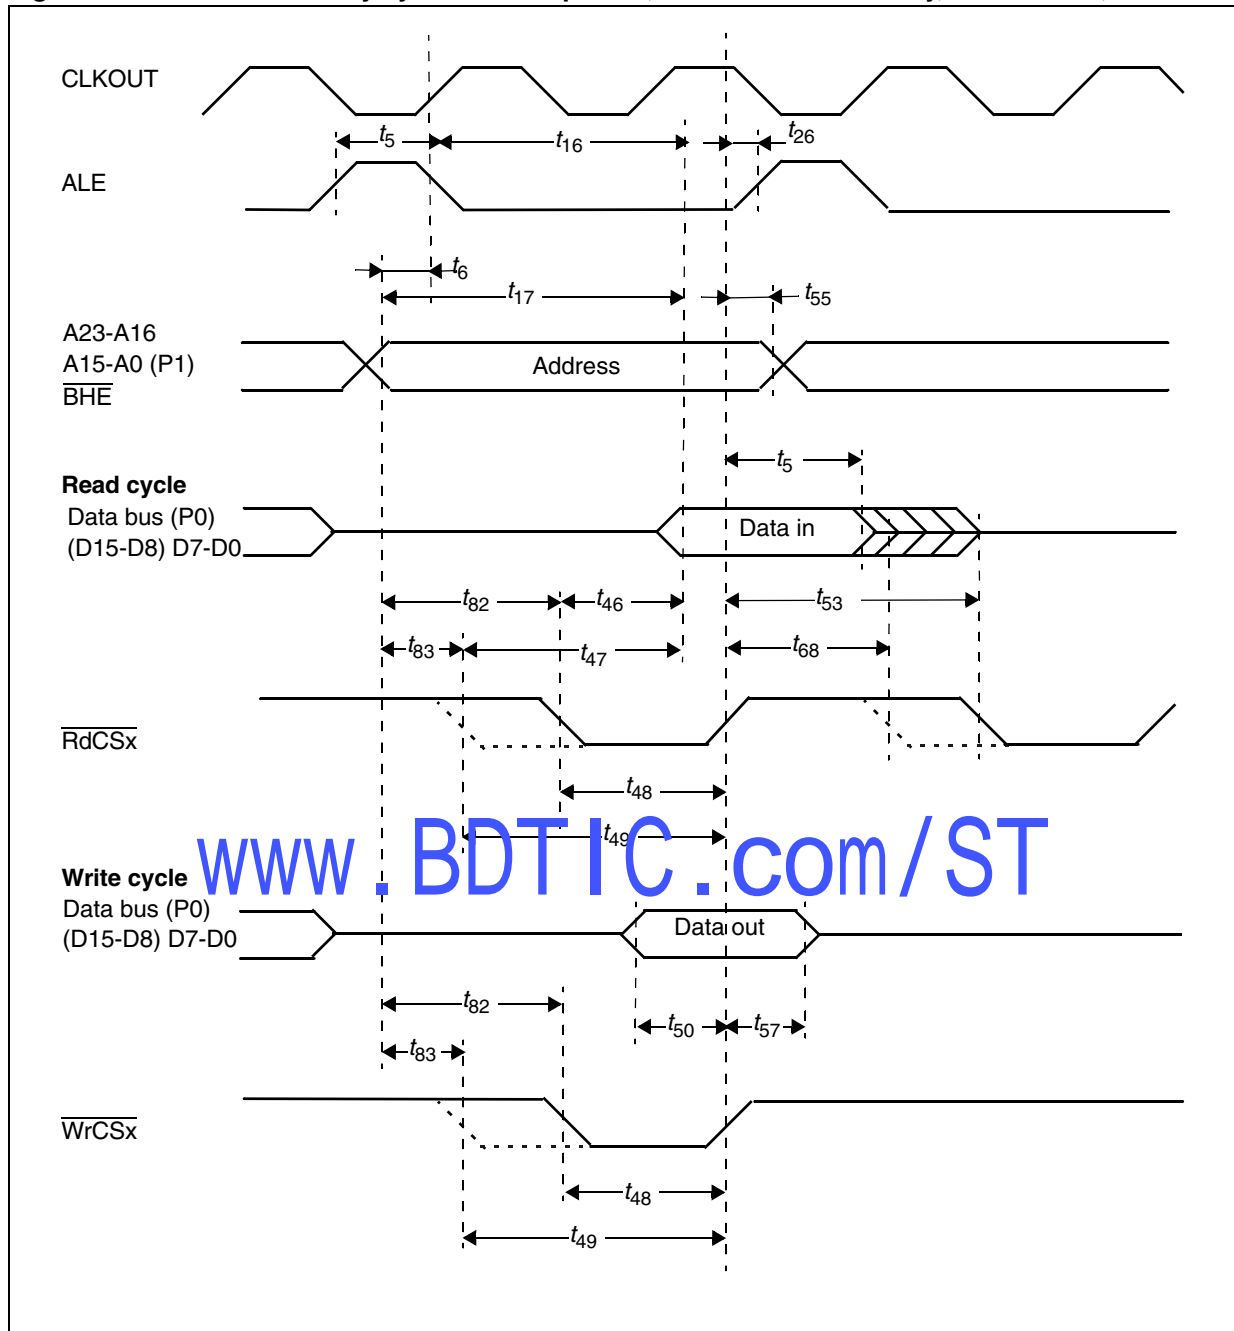 CLKOUT
t5
t16
t26
ALE
t6
t17
t55
A23-A16
A15-A0 (P1)
BHE
Address
t5
Read cycle
Data bus (P0)
(D15-D8) D7-D0
Data in
t82
t46
t53
t83
t47
t68
RdCSx
t48
t49
www.BDTIC.com/ST
Write cycle
Data bus (P0)
(D15-D8) D7-D0
Data out
t82
t50
t57
t83
WrCSx
t48
t49